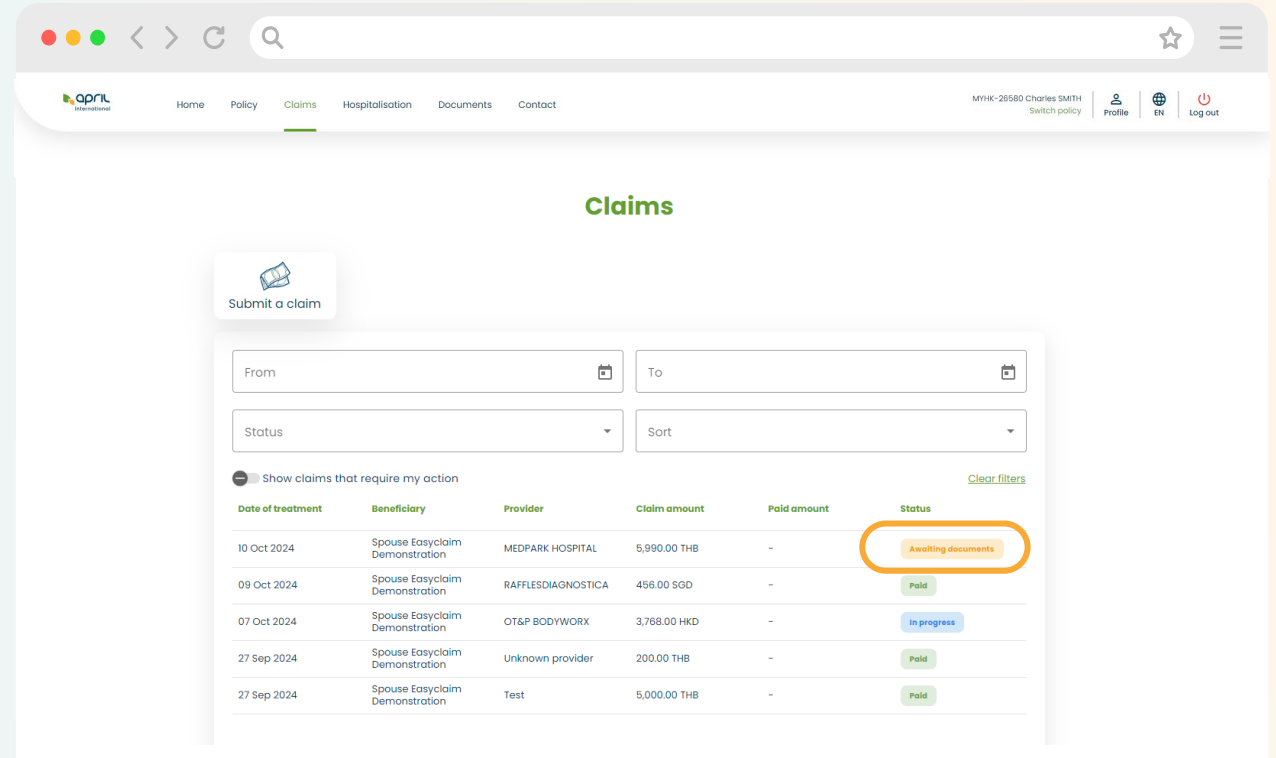 april
International
Home Policy Claims Hospitalisation Documents Contact
MYHK-26580 Charles SMITH
Switch policy
Profile
EN
Log out
Claims
Submit a claim
From
To
Status
Sort
Show claims that require my action
Clear filters
Date of treatment Beneficiary Provider Claim amount Paid amount Status
10 Oct 2024 Spouse Easyclaim Demonstration MEDPARK HOSPITAL 5,990.00 THB - Awaiting documents
09 Oct 2024 Spouse Easyclaim Demonstration RAFFLESDIAGNOSTICA 456.00 SGD - Paid
07 Oct 2024 Spouse Easyclaim Demonstration OT&P BODYWORX 3,768.00 HKD - In progress
27 Sep 2024 Spouse Easyclaim Demonstration Unknown provider 200.00 THB - Paid
27 Sep 2024 Spouse Easyclaim Demonstration Test 5,000.00 THB - Paid